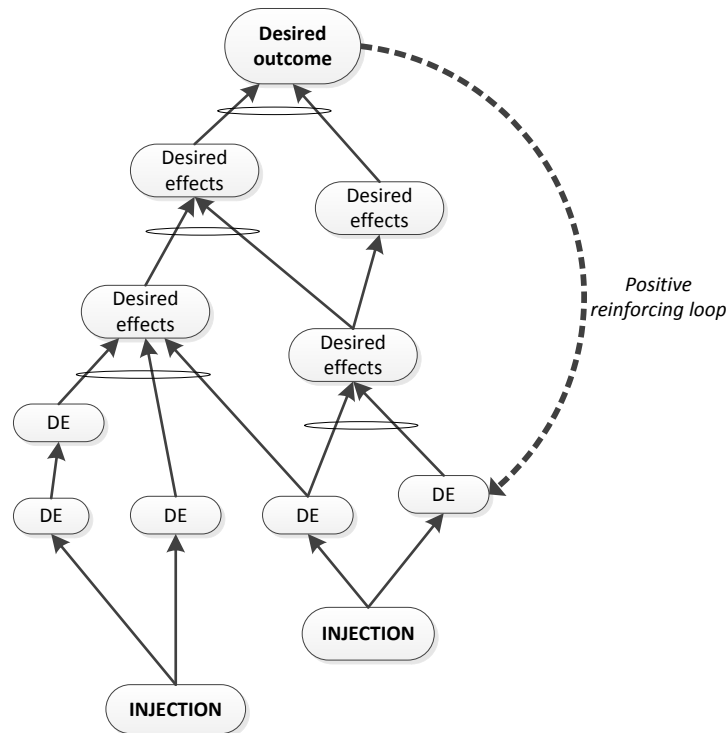 Desired
outcome
Desired
effects
Desired
effects
Positive
reinforcing loop
Desired
effects
Desired
effects
DE
DE
DE
DE
DE
INJECTION
INJECTION